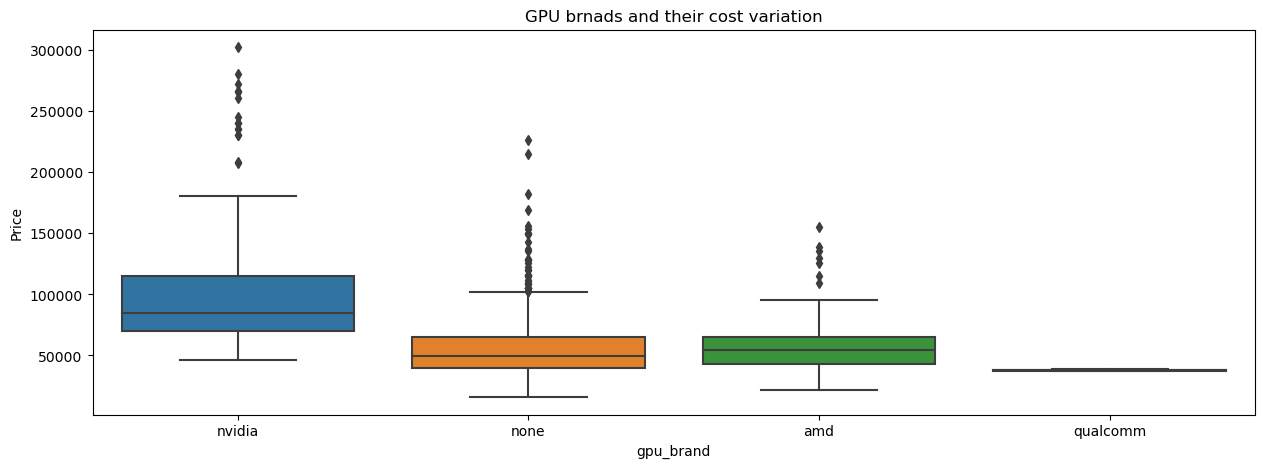 GPU brnads and their cost variation
300000
250000
200000
150000
100000
50000
Price
nvidia
none
amd
qualcomm
gpu_brand